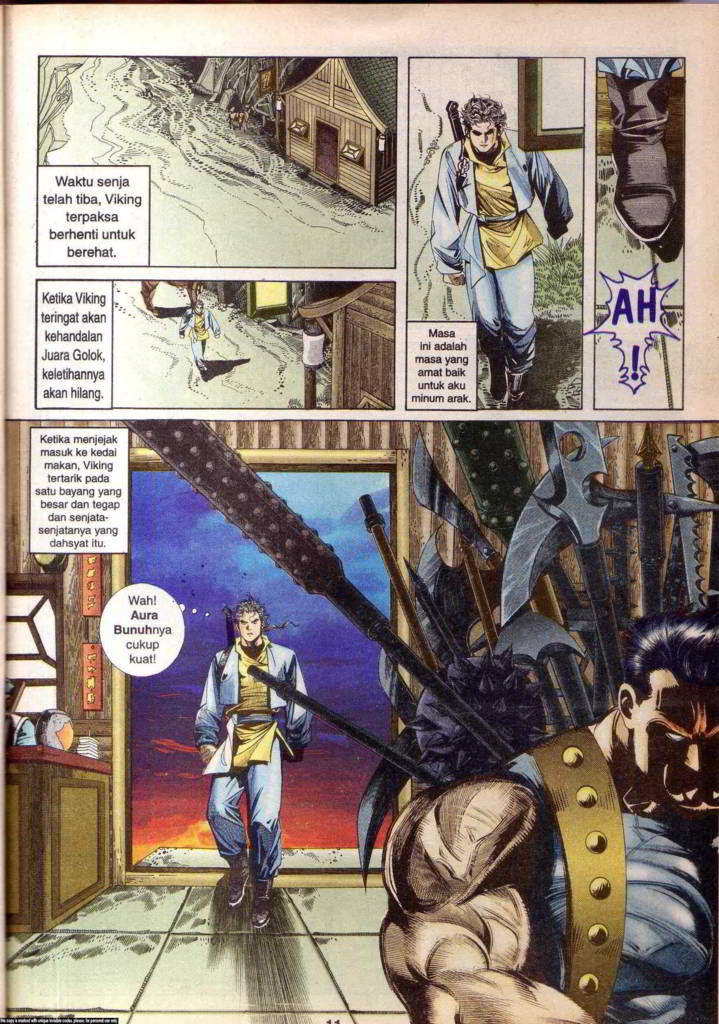 Waktu senja
telah tiba, Viking
terpaksa
berhenti untuk
berehat.
Ketika Viking
teringat akan
kehandalan
Juara Golok,
keletihannya
akan hilang.
Masa
ini adalah
masa yang
amat baik
untuk aku
minum arak.
AH
!
Ketika menjejak
masuk ke kedai
makan, Viking
tertarik pada
satu bayang yang
besar dan tegap
dan senjata-
senjatanya yang
dahsyat itu.
Wah!
Aura
Bunuhnya
cukup
kuat!
11